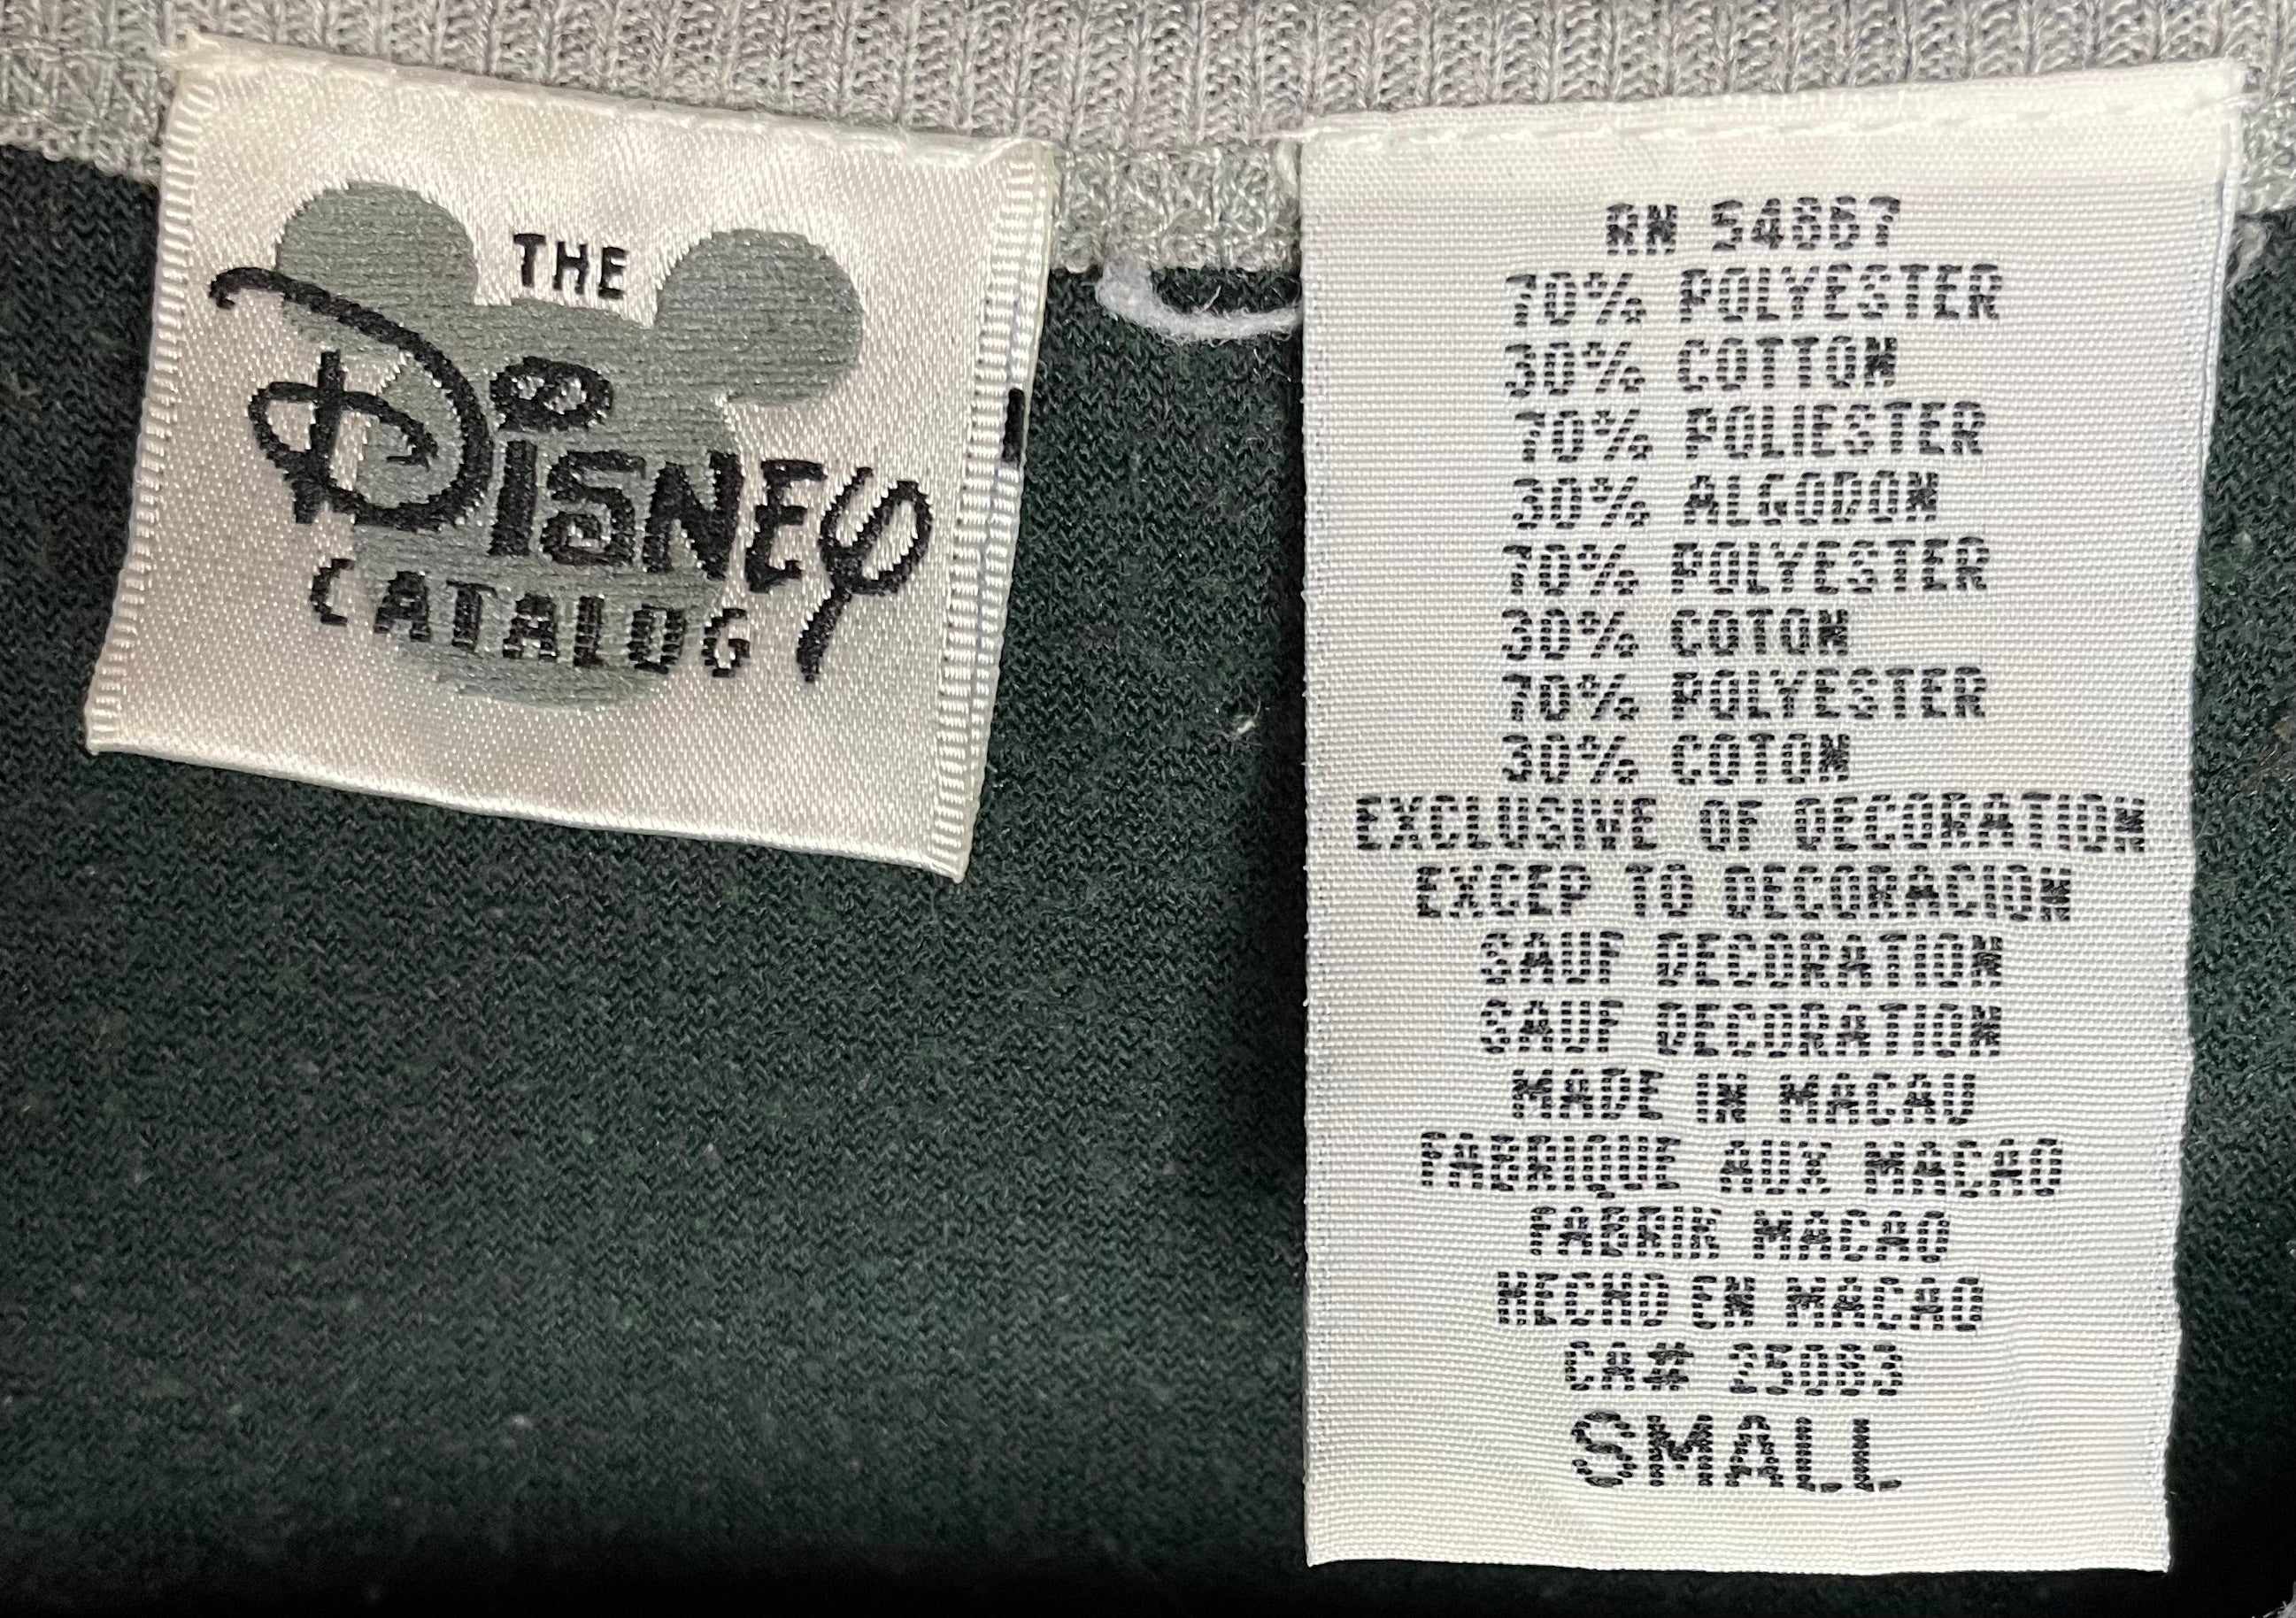 THE
DISNEY
CATALOG
RN 54867
70% POLYESTER
30% COTTON
70% POLIESTER
30% ALGODON
70% POLYESTER
30% COTON
70% POLYESTER
30% COTON
EXCLUSIVE OF DECORATION
EXCEP TO DECORACION
SAUF DECORATION
SAUF DECORATION
MADE IN MACAU
FABRIQUE AUX MACAO
FABRIK MACAO
HECHO EN MACAO
CA# 25083
SMALL